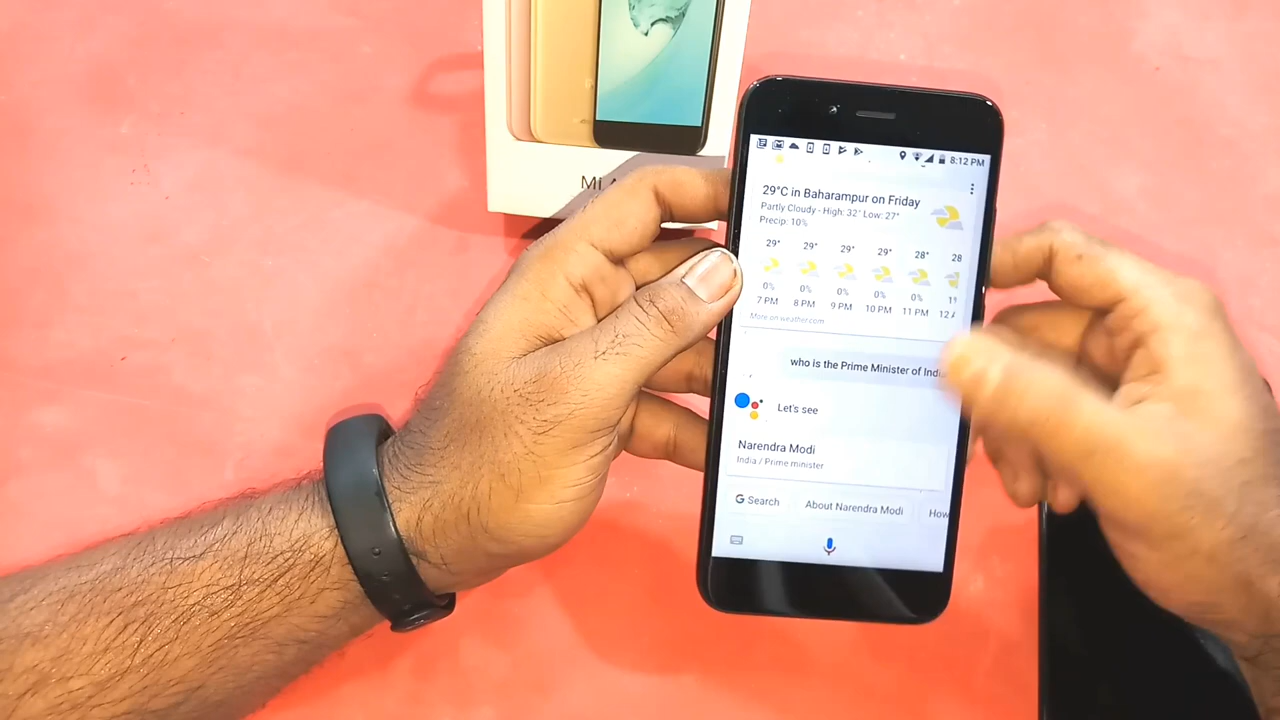 Mi
8:12 PM
29°C in Baharampur on Friday
Partly Cloudy - High: 32° Low: 27°
Precip: 10%
29° 29° 29° 29° 28° 28
0% 0% 0% 0% 0%
7 PM 8 PM 9 PM 10 PM 11 PM 12
More on weather.com
who is the Prime Minister of
Let's see
Narendra Modi
India / Prime minister
G Search About Narendra Modi How